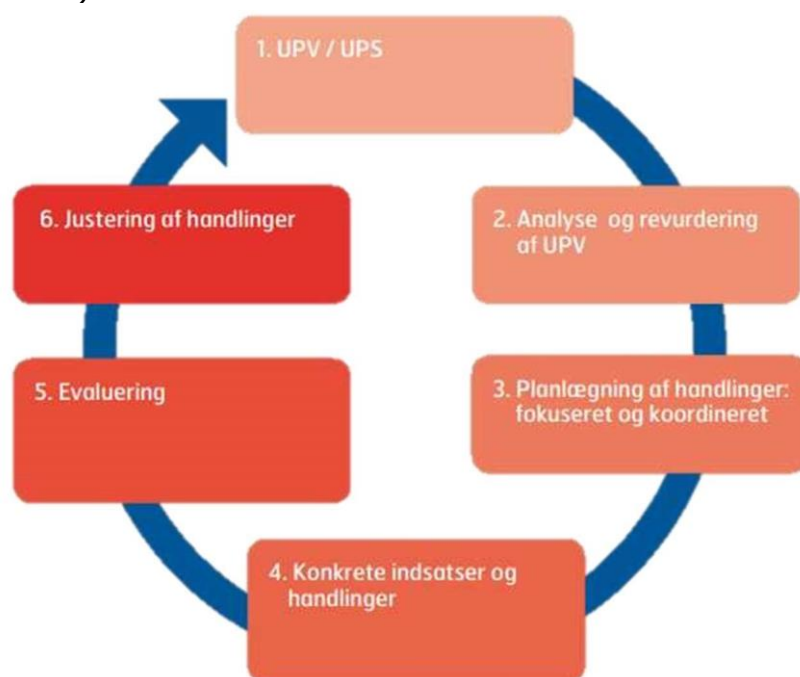 1. UPV / UPS
2. Analyse og revurdering
af UPV
3. Planlægning af handlinger:
fokuseret og koordineret
4. Konkrete indsatser og
handlinger
5. Evaluering
6. Justering af handlinger